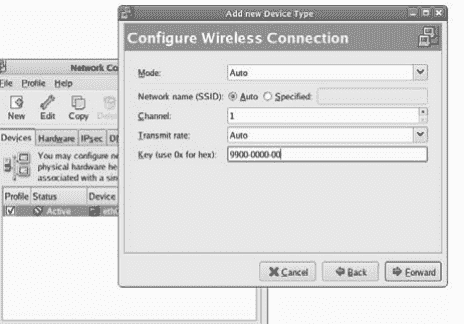 Add new Device Type
Configure Wireless Connection
Mode: Auto
Network name (SSID): Auto Specified:
Channel: 1
Transmit rate: Auto
Key (use 0x for hex): 9900-0000-00
Cancel Back Forward
Network Co
File Profile Help
New Edit Copy
Devices Hardware IPsec
You may configure ne
physical hardware he
associated with a sin
Profile Status Device
Active eth0